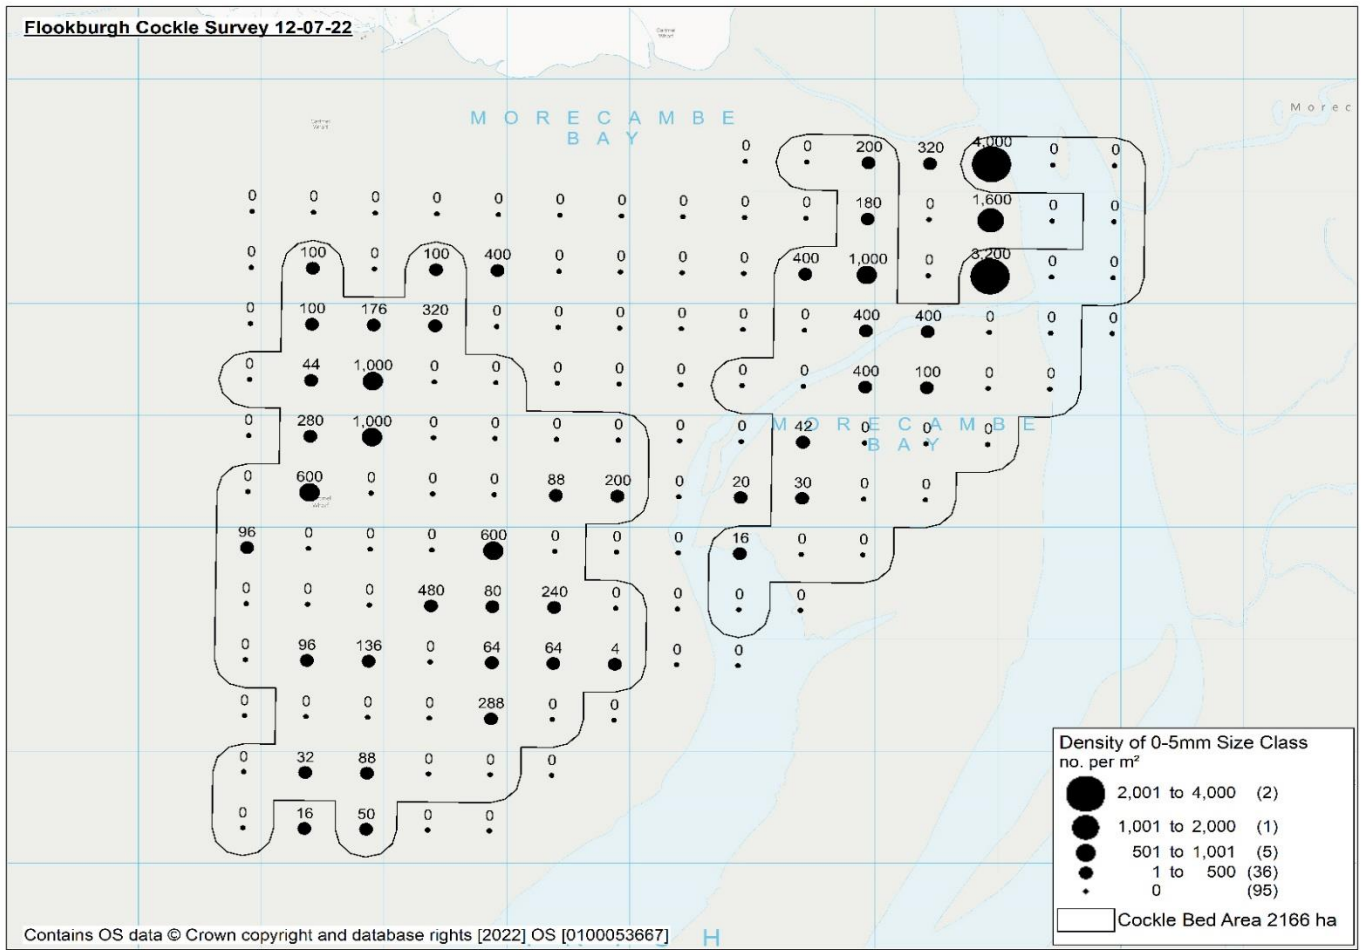 Flookburgh Cockle Survey 12-07-22
Cartmel
Wharf
Morec
MORECAMBE
BAY
Cartmel
Wharf
0 0 200 320 4,000 0 0
0 0 0 0 0 0 0 0 0 0 180 0 1,600 0 0
0 100 0 100 400 0 0 0 0 400 1,000 0 3,200 0 0
0 100 176 320 0 0 0 0 0 0 400 400 0 0 0
0 44 1,000 0 0 0 0 0 0 0 400 100 0 0
0 280 1,000 0 0 0 0 0 0 42 0 0 0
MORECAMBE
BAY
0 600 0 0 0 88 200 0 20 30 0 0
Wharf
96 0 0 0 600 0 0 0 16 0 0
0 0 0 480 80 240 0 0 0 0
0 96 136 0 64 64 4 0 0
0 0 0 0 288 0 0
0 32 88 0 0 0
0 16 50 0 0
Density of 0-5mm Size Class
no. per m²
2,001 to 4,000 (2)
1,001 to 2,000 (1)
501 to 1,001 (5)
1 to 500 (36)
0 (95)
Cockle Bed Area 2166 ha
Contains OS data © Crown copyright and database rights [2022] OS [0100053667]
H